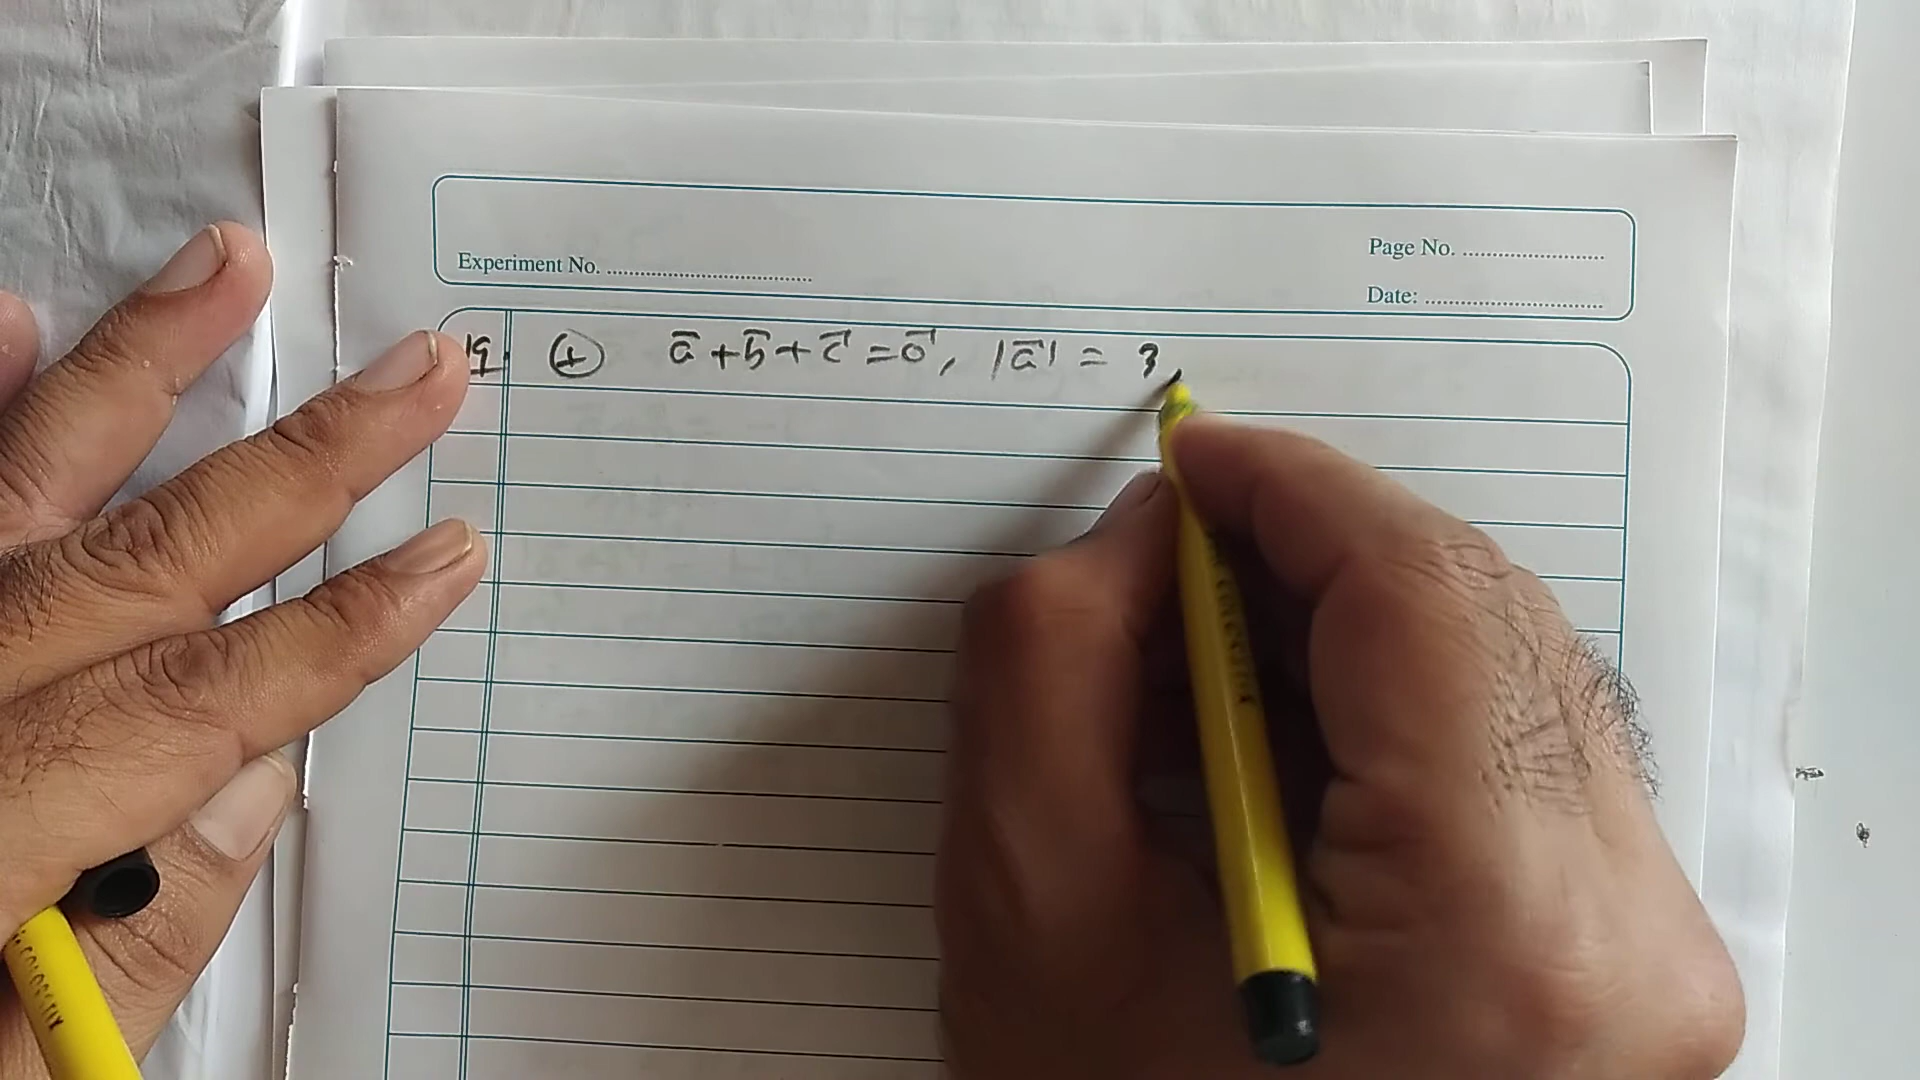 Page No. ........................
Experiment No. ...................................
Date: ..............................
19. (1) a̅ + b̅ + c⃗ = 0⃗, |a⃗| = 3,